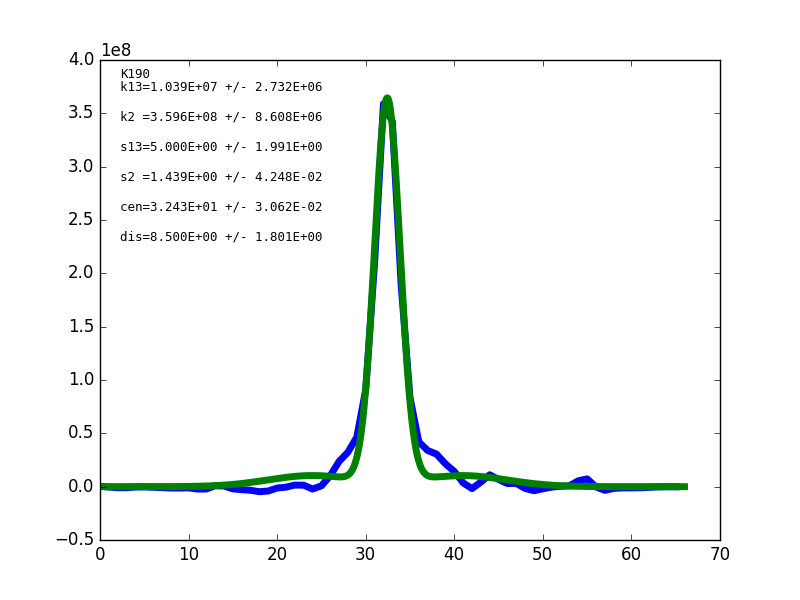 1e8
K190
k13=1.039E+07 +/- 2.732E+06
k2 =3.596E+08 +/- 8.608E+06
s13=5.000E+00 +/- 1.991E+00
s2 =1.439E+00 +/- 4.248E-02
cen=3.243E+01 +/- 3.062E-02
dis=8.500E+00 +/- 1.801E+00
4.0
3.5
3.0
2.5
2.0
1.5
1.0
0.5
0.0
−0.5
0 10 20 30 40 50 60 70